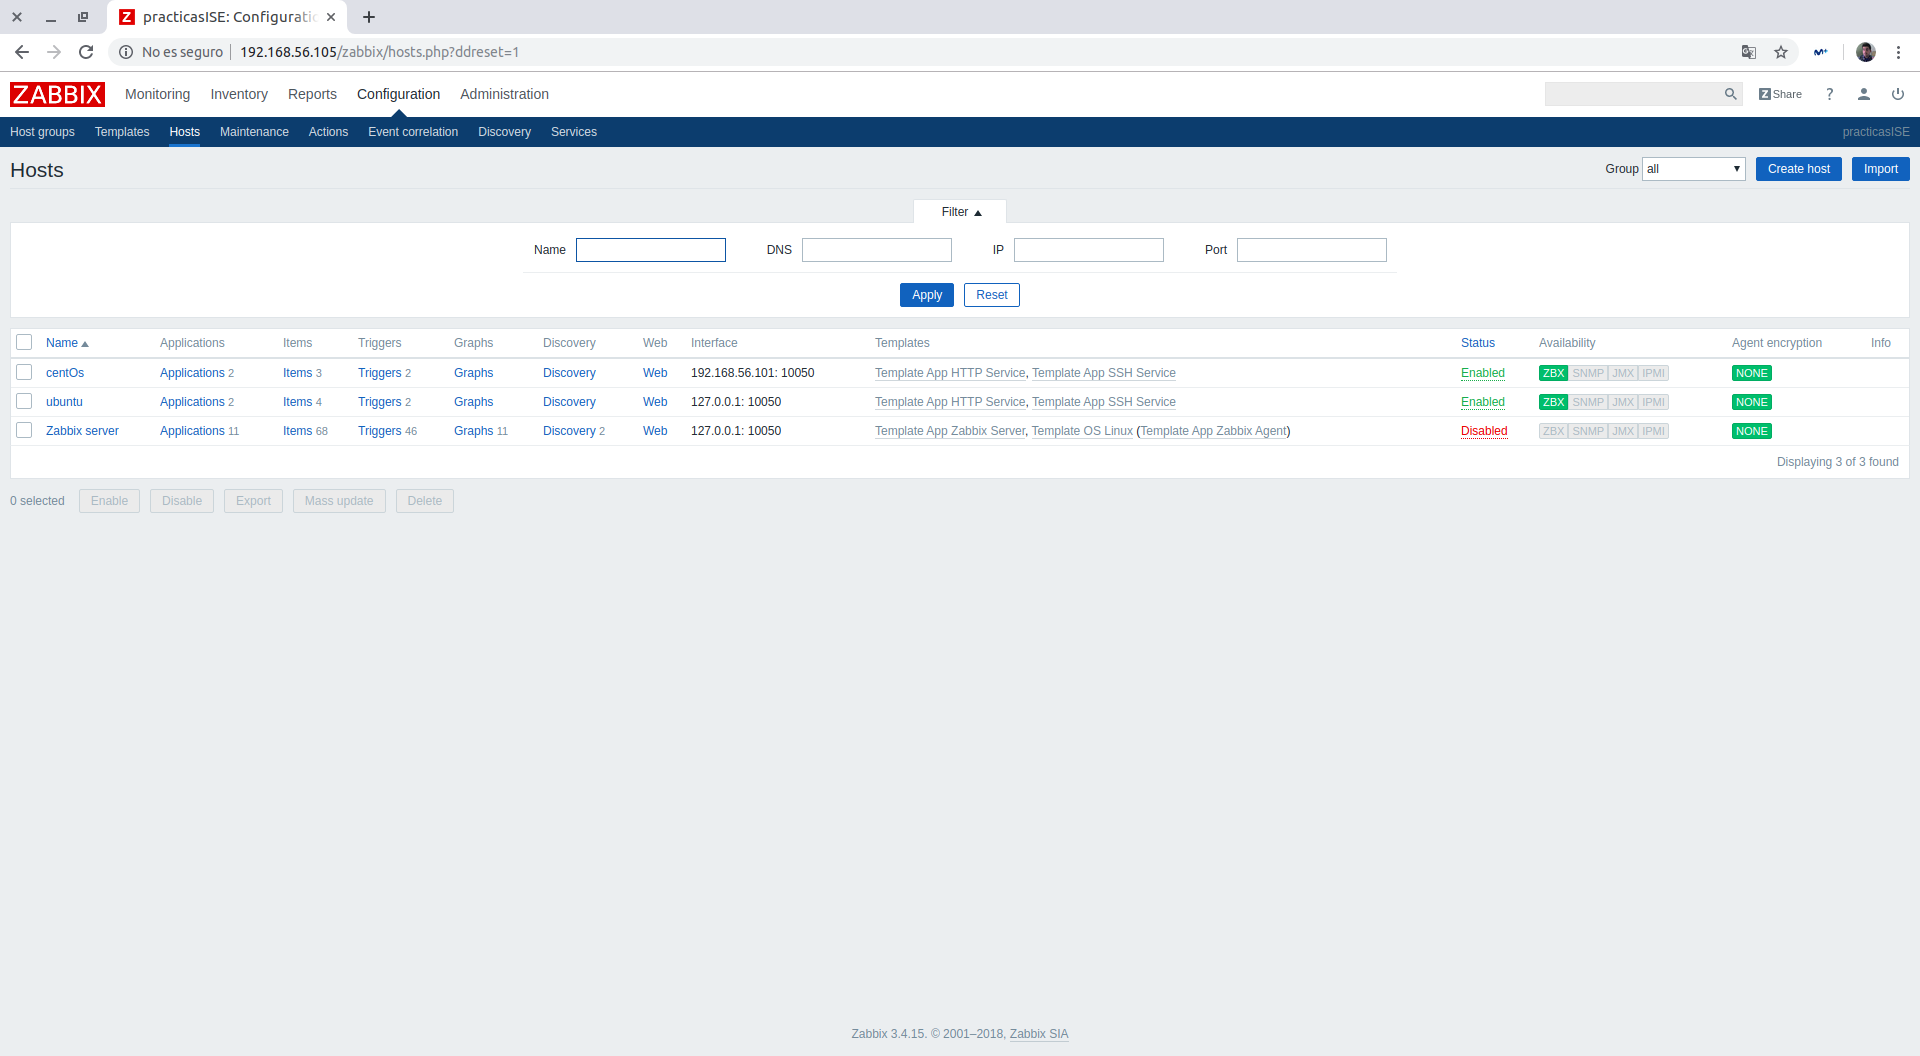 practicasISE: Configuratio
No es seguro 192.168.56.105/zabbix/hosts.php?ddreset=1
ZABBIX Monitoring Inventory Reports Configuration Administration Z Share ?
Host groups Templates Hosts Maintenance Actions Event correlation Discovery Services practicasISE
Hosts Group all Create host Import
Filter
Name DNS IP Port
Apply Reset
Name Applications Items Triggers Graphs Discovery Web Interface Templates Status Availability Agent encryption Info
centOs Applications 2 Items 3 Triggers 2 Graphs Discovery Web 192.168.56.101: 10050 Template App HTTP Service, Template App SSH Service Enabled ZBX SNMP JMX IPMI NONE
ubuntu Applications 2 Items 4 Triggers 2 Graphs Discovery Web 127.0.0.1: 10050 Template App HTTP Service, Template App SSH Service Enabled ZBX SNMP JMX IPMI NONE
Zabbix server Applications 11 Items 68 Triggers 46 Graphs 11 Discovery 2 Web 127.0.0.1: 10050 Template App Zabbix Server, Template OS Linux (Template App Zabbix Agent) Disabled ZBX SNMP JMX IPMI NONE
Displaying 3 of 3 found
0 selected Enable Disable Export Mass update Delete
Zabbix 3.4.15. © 2001–2018, Zabbix SIA